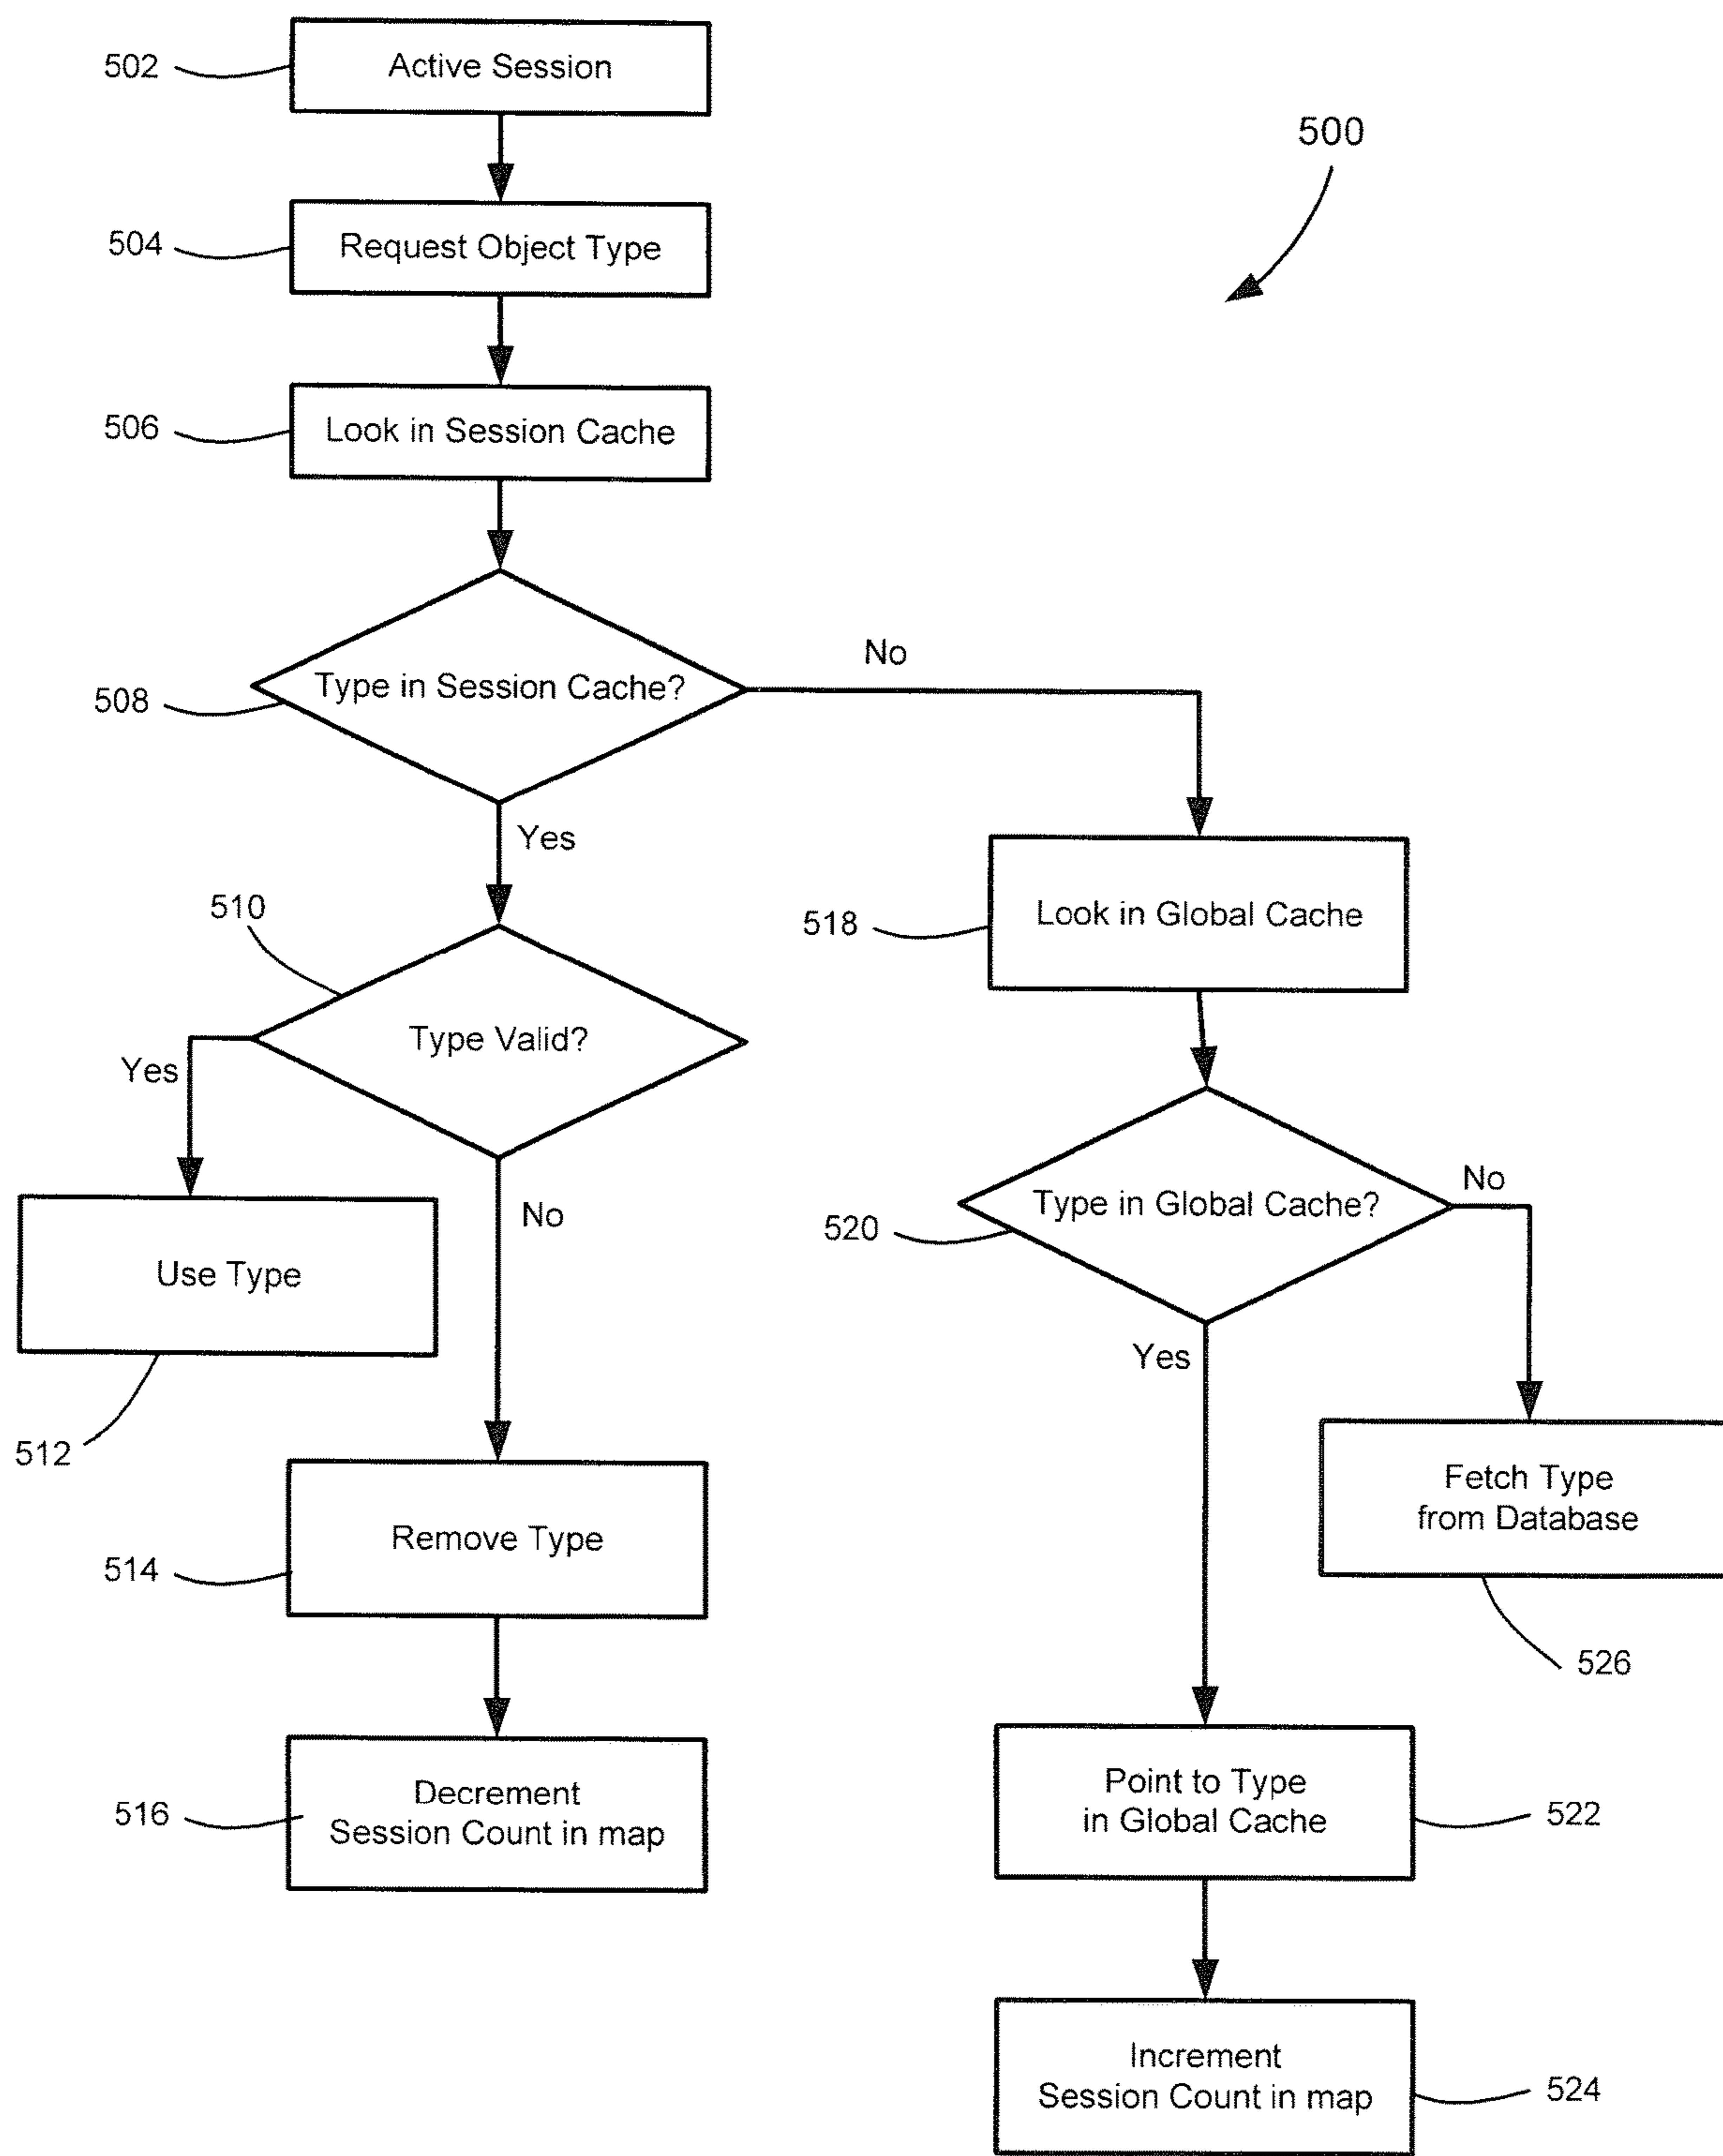 502
Active Session
500
504
Request Object Type
506
Look in Session Cache
508
Type in Session Cache?
No
Yes
510
Type Valid?
Yes
No
Use Type
512
514
Remove Type
516
Decrement
Session Count in map
518
Look in Global Cache
520
Type in Global Cache?
No
Yes
Fetch Type
from Database
526
Point to Type
in Global Cache
522
Increment
Session Count in map
524